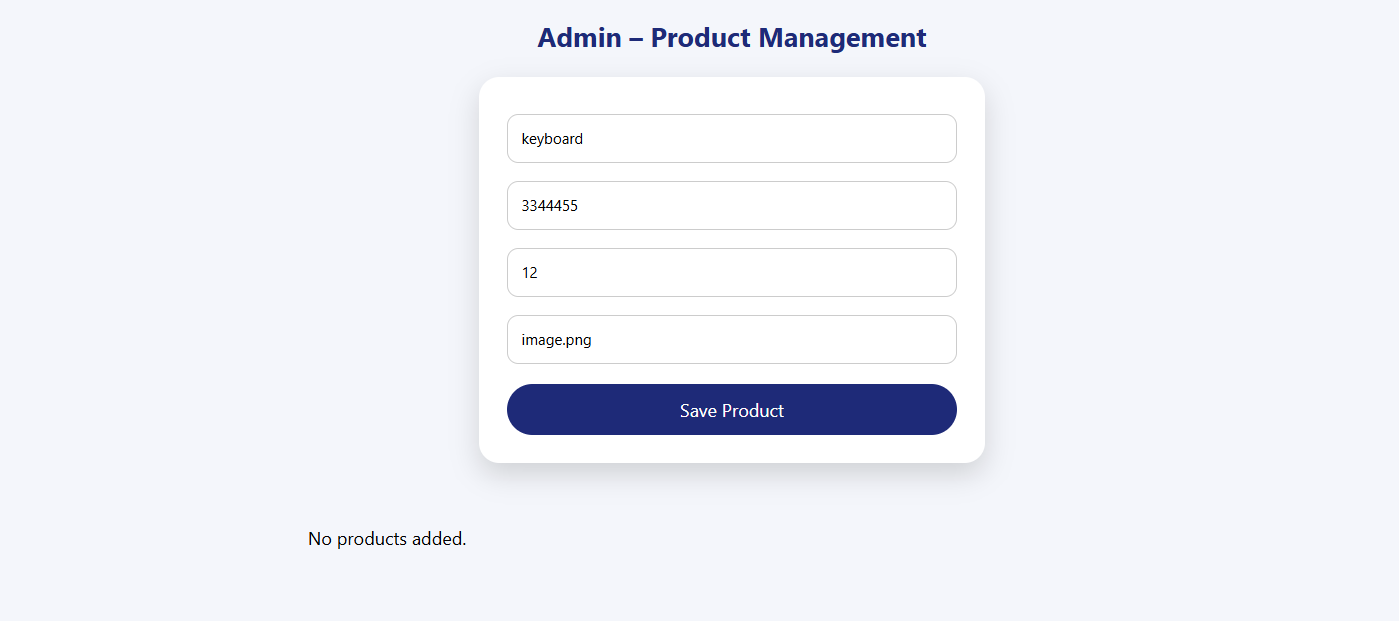 Admin – Product Management
keyboard
3344455
12
image.png
Save Product
No products added.